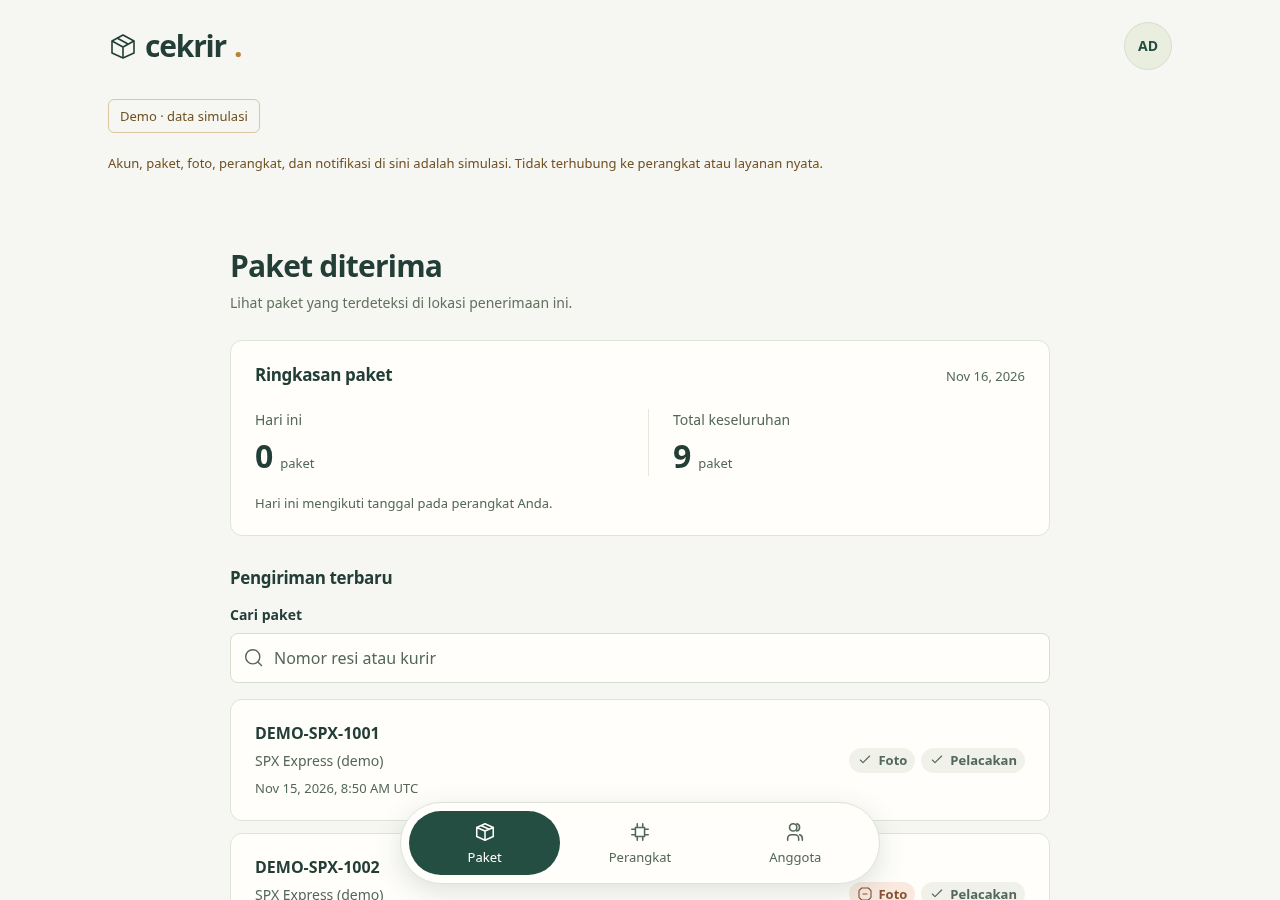 cekrir .
AD
Demo · data simulasi
Akun, paket, foto, perangkat, dan notifikasi di sini adalah simulasi. Tidak terhubung ke perangkat atau layanan nyata.
Paket diterima
Lihat paket yang terdeteksi di lokasi penerimaan ini.
Ringkasan paket
Nov 16, 2026
Hari ini
0 paket
Total keseluruhan
9 paket
Hari ini mengikuti tanggal pada perangkat Anda.
Pengiriman terbaru
Cari paket
Nomor resi atau kurir
DEMO-SPX-1001
SPX Express (demo)
Nov 15, 2026, 8:50 AM UTC
Foto
Pelacakan
DEMO-SPX-1002
SPX Express (demo)
Foto
Pelacakan
Paket
Perangkat
Anggota